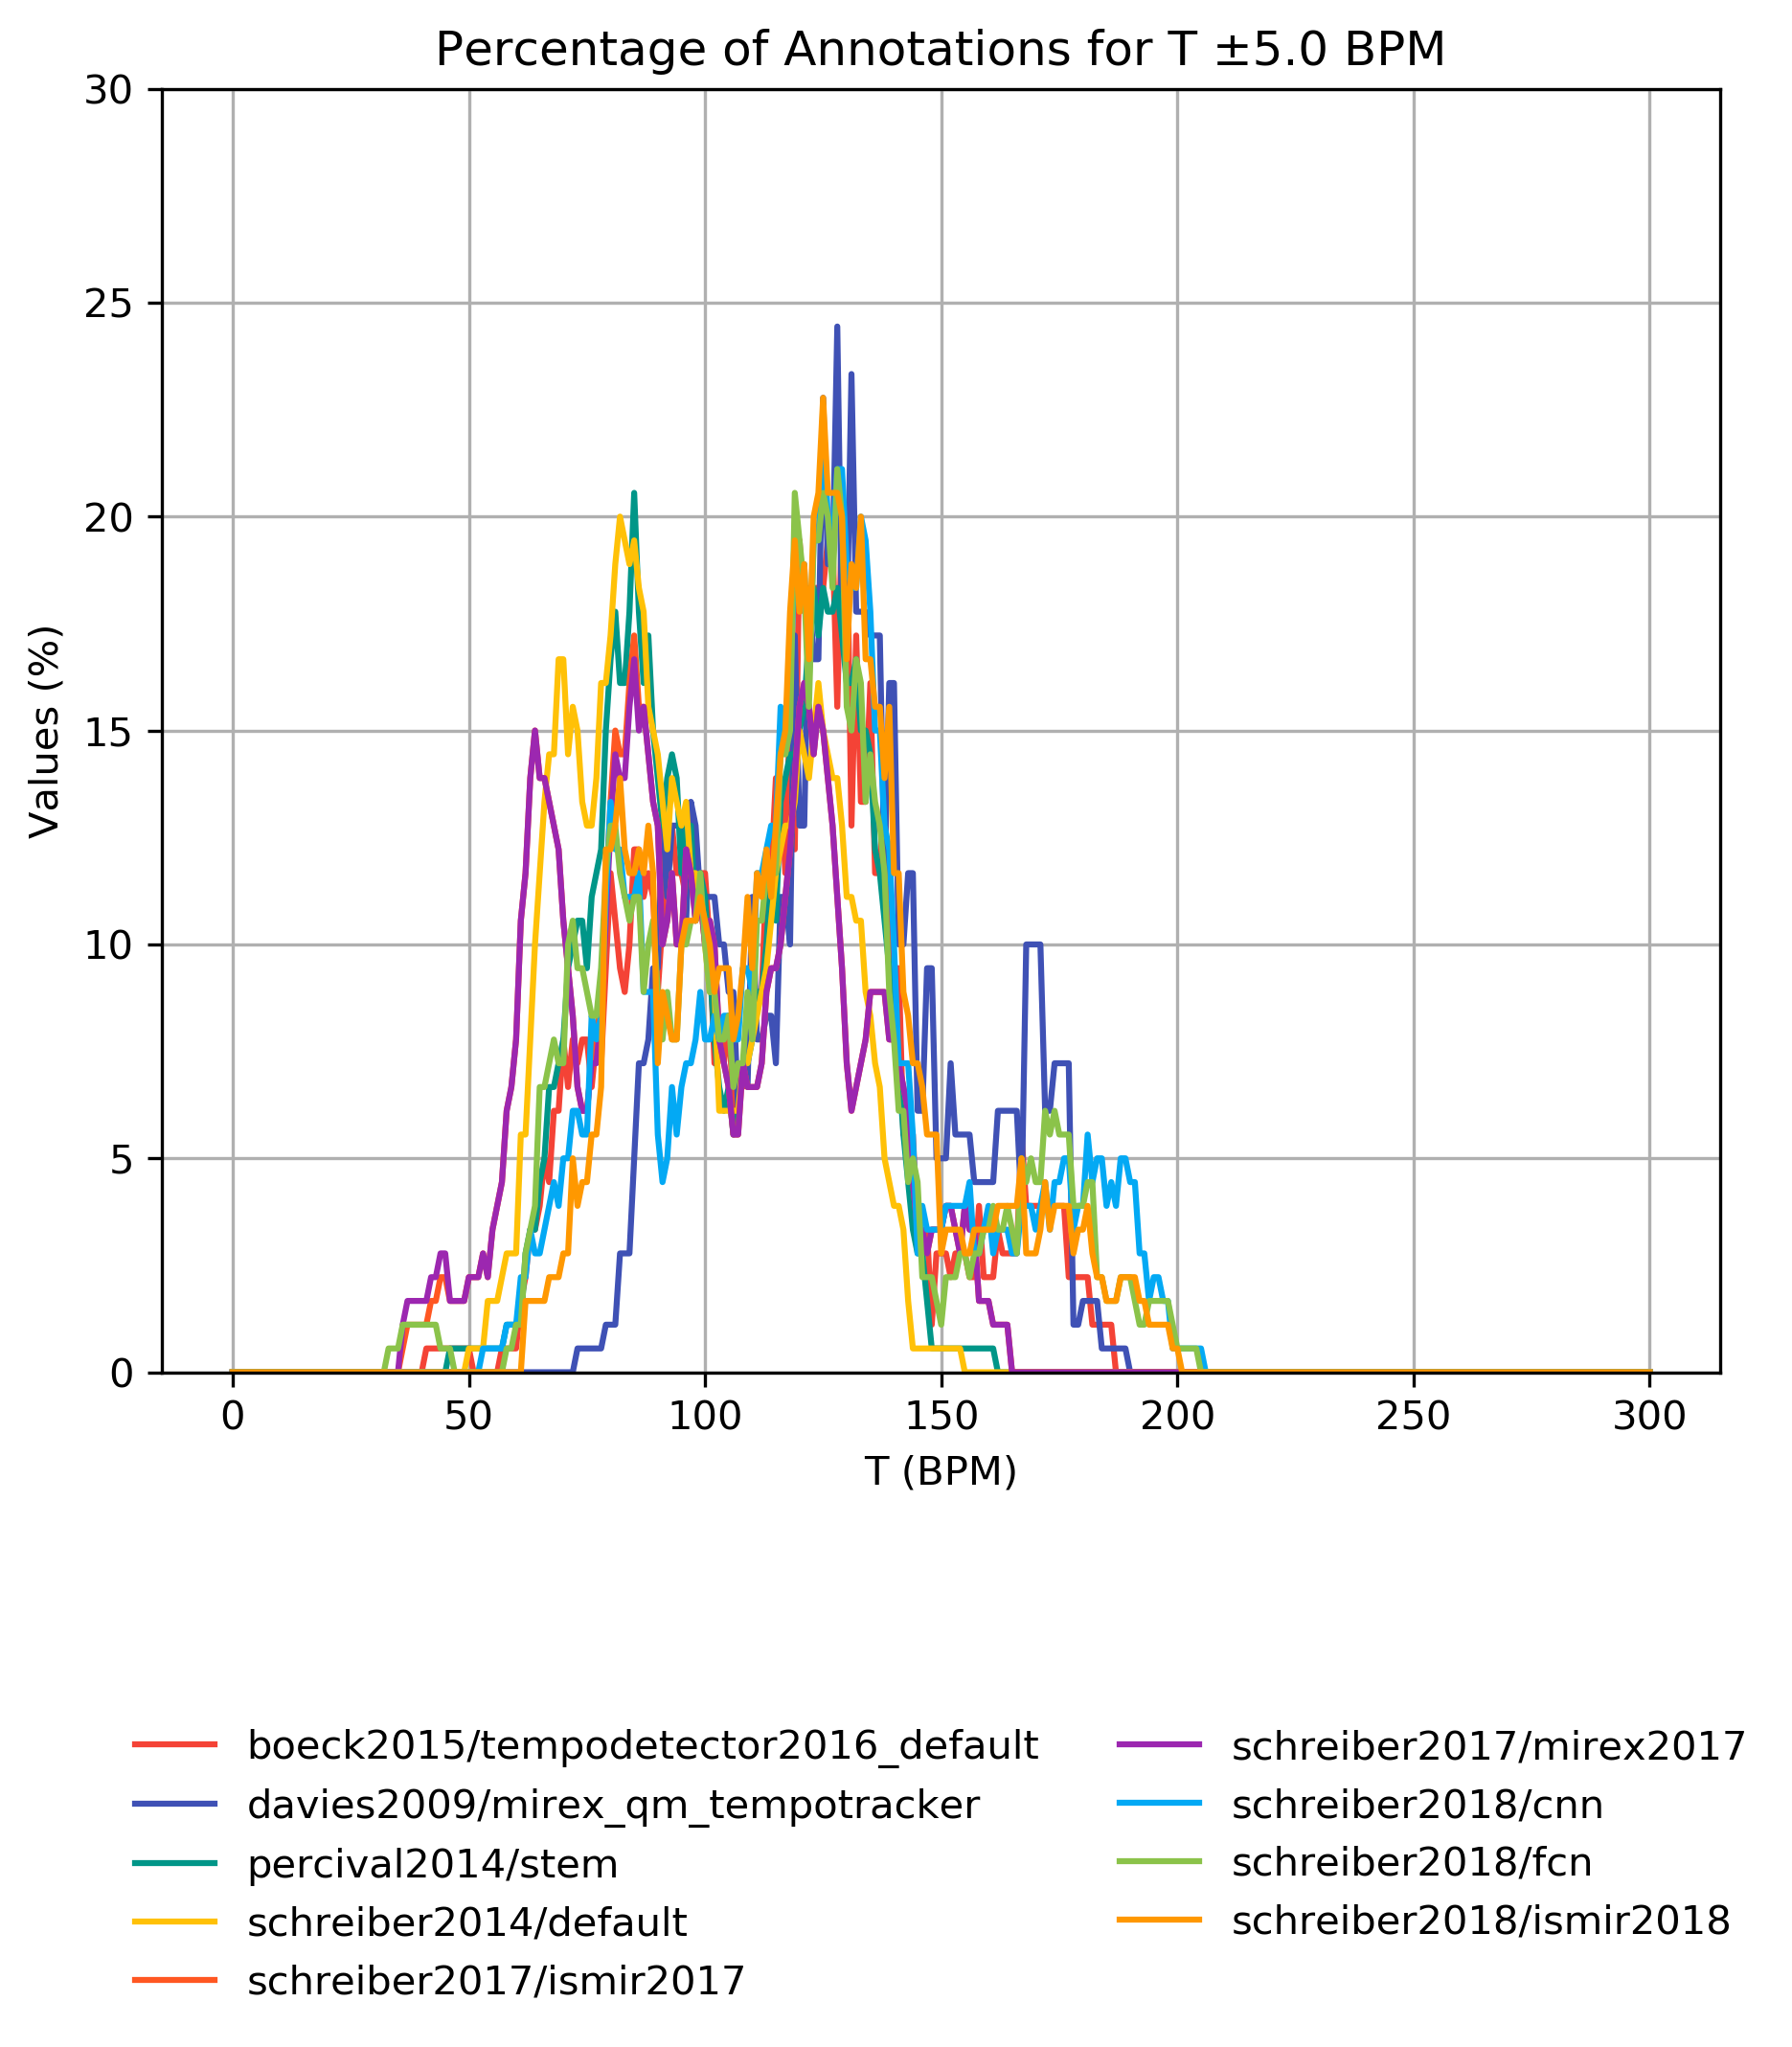 Percentage of Annotations for T ±5.0 BPM
30
25
20
15
10
5
0
Values (%)
0 50 100 150 200 250 300
T (BPM)
boeck2015/tempodetector2016_default
davies2009/mirex_qm_tempotracker
percival2014/stem
schreiber2014/default
schreiber2017/ismir2017
schreiber2017/mirex2017
schreiber2018/cnn
schreiber2018/fcn
schreiber2018/ismir2018